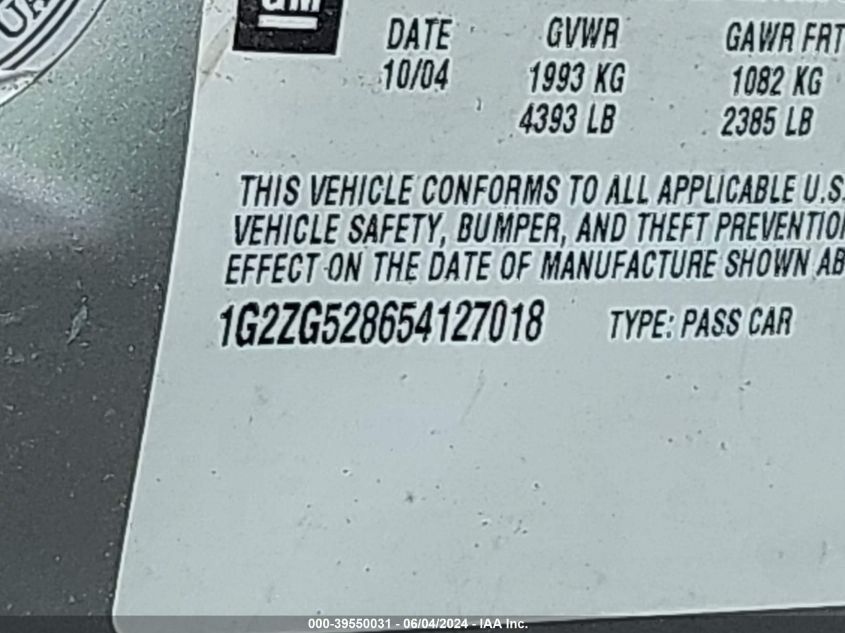 GM
UA
DATE GVWR GAWR FRT
10/04 1993 KG 1082 KG
4393 LB 2385 LB
THIS VEHICLE CONFORMS TO ALL APPLICABLE U.S.
VEHICLE SAFETY, BUMPER, AND THEFT PREVENTION
EFFECT ON THE DATE OF MANUFACTURE SHOWN AB
1G2ZG528654127018 TYPE: PASS CAR
000-39550031 - 06/04/2024 - IAA Inc.